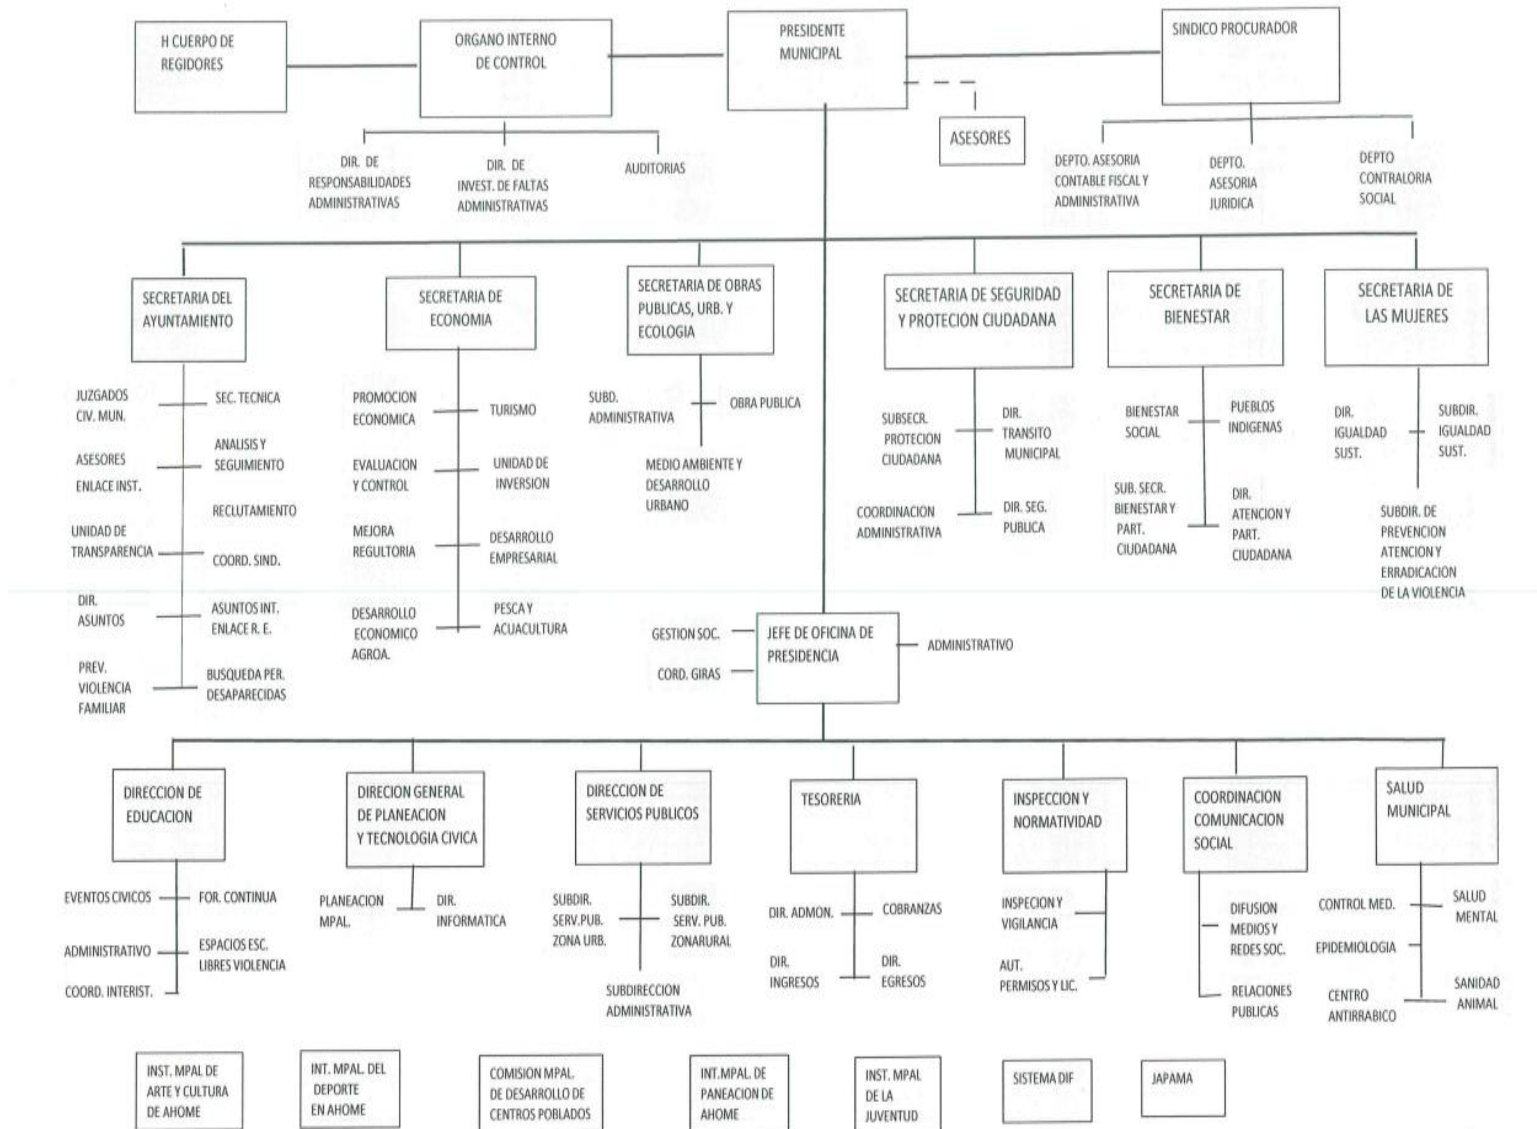 H CUERPO DE
REGIDORES
ORGANO INTERNO
DE CONTROL
PRESIDENTE
MUNICIPAL
SINDICO PROCURADOR
ASESORES
DIR. DE
RESPONSABILIDADES
ADMINISTRATIVAS
DIR. DE
INVEST. DE FALTAS
ADMINISTRATIVAS
AUDITORIAS
DEPTO. ASESORIA
CONTABLE FISCAL Y
ADMINISTRATIVA
DEPTO.
ASESORIA
JURIDICA
DEPTO
CONTRALORIA
SOCIAL
SECRETARIA DEL
AYUNTAMIENTO
SECRETARIA DE
ECONOMIA
SECRETARIA DE OBRAS
PUBLICAS, URB. Y
ECOLOGIA
SECRETARIA DE SEGURIDAD
Y PROTECION CIUDADANA
SECRETARIA DE
BIENESTAR
SECRETARIA DE
LAS MUJERES
JUZGADOS
CIV. MUN.
SEC. TECNICA
ASESORES
ENLACE INST.
ANALISIS Y
SEGUIMIENTO
RECLUTAMIENTO
UNIDAD DE
TRANSPARENCIA
COORD. SIND.
DIR.
ASUNTOS
ASUNTOS INT.
ENLACE R. E.
PREV.
VIOLENCIA
FAMILIAR
BUSQUEDA PER.
DESAPARECIDAS
PROMOCION
ECONOMICA
TURISMO
EVALUACION
Y CONTROL
UNIDAD DE
INVERSION
MEJORA
REGULTORIA
DESARROLLO
EMPRESARIAL
DESARROLLO
ECONOMICO
AGROA.
PESCA Y
ACUACULTURA
SUBD.
ADMINISTRATIVA
OBRA PUBLICA
MEDIO AMBIENTE Y
DESARROLLO
URBANO
SUBSECR.
PROTECION
CIUDADANA
DIR.
TRANSITO
MUNICIPAL
COORDINACION
ADMINISTRATIVA
DIR. SEG.
PUBLICA
BIENESTAR
SOCIAL
PUEBLOS
INDIGENAS
SUB. SECR.
BIENESTAR Y
PART.
CIUDADANA
DIR.
ATENCION Y
PART.
CIUDADANA
DIR.
IGUALDAD
SUST.
SUBDIR.
IGUALDAD
SUST.
SUBDIR. DE
PREVENCION
ATENCION Y
ERRADICACION
DE LA VIOLENCIA
GESTION SOC.
CORD. GIRAS
JEFE DE OFICINA DE
PRESIDENCIA
ADMINISTRATIVO
DIRECCION DE
EDUCACION
DIRECION GENERAL
DE PLANEACION
Y TECNOLOGIA CIVICA
DIRECCION DE
SERVICIOS PUBLICOS
TESORERIA
INSPECCION Y
NORMATIVIDAD
COORDINACION
COMUNICACION
SOCIAL
SALUD
MUNICIPAL
EVENTOS CIVICOS
FOR. CONTINUA
ADMINISTRATIVO
ESPACIOS ESC.
LIBRES VIOLENCIA
COORD. INTERIST.
PLANEACION
MPAL.
DIR.
INFORMATICA
SUBDIR.
SERV.PUB.
ZONA URB.
SUBDIR.
SERV. PUB.
ZONARURAL
SUBDIRECCION
ADMINISTRATIVA
DIR. ADMON.
COBRANZAS
DIR.
INGRESOS
DIR.
EGRESOS
INSPECION Y
VIGILANCIA
AUT.
PERMISOS Y LIC.
DIFUSION
MEDIOS Y
REDES SOC.
RELACIONES
PUBLICAS
CONTROL MED.
SALUD
MENTAL
EPIDEMIOLOGIA
CENTRO
ANTIRRABICO
SANIDAD
ANIMAL
INST. MPAL DE
ARTE Y CULTURA
DE AHOME
INT. MPAL. DEL
DEPORTE
EN AHOME
COMISION MPAL.
DE DESARROLLO DE
CENTROS POBLADOS
INT.MPAL. DE
PANEACION DE
AHOME
INST. MPAL
DE LA
JUVENTUD
SISTEMA DIF
JAPAMA